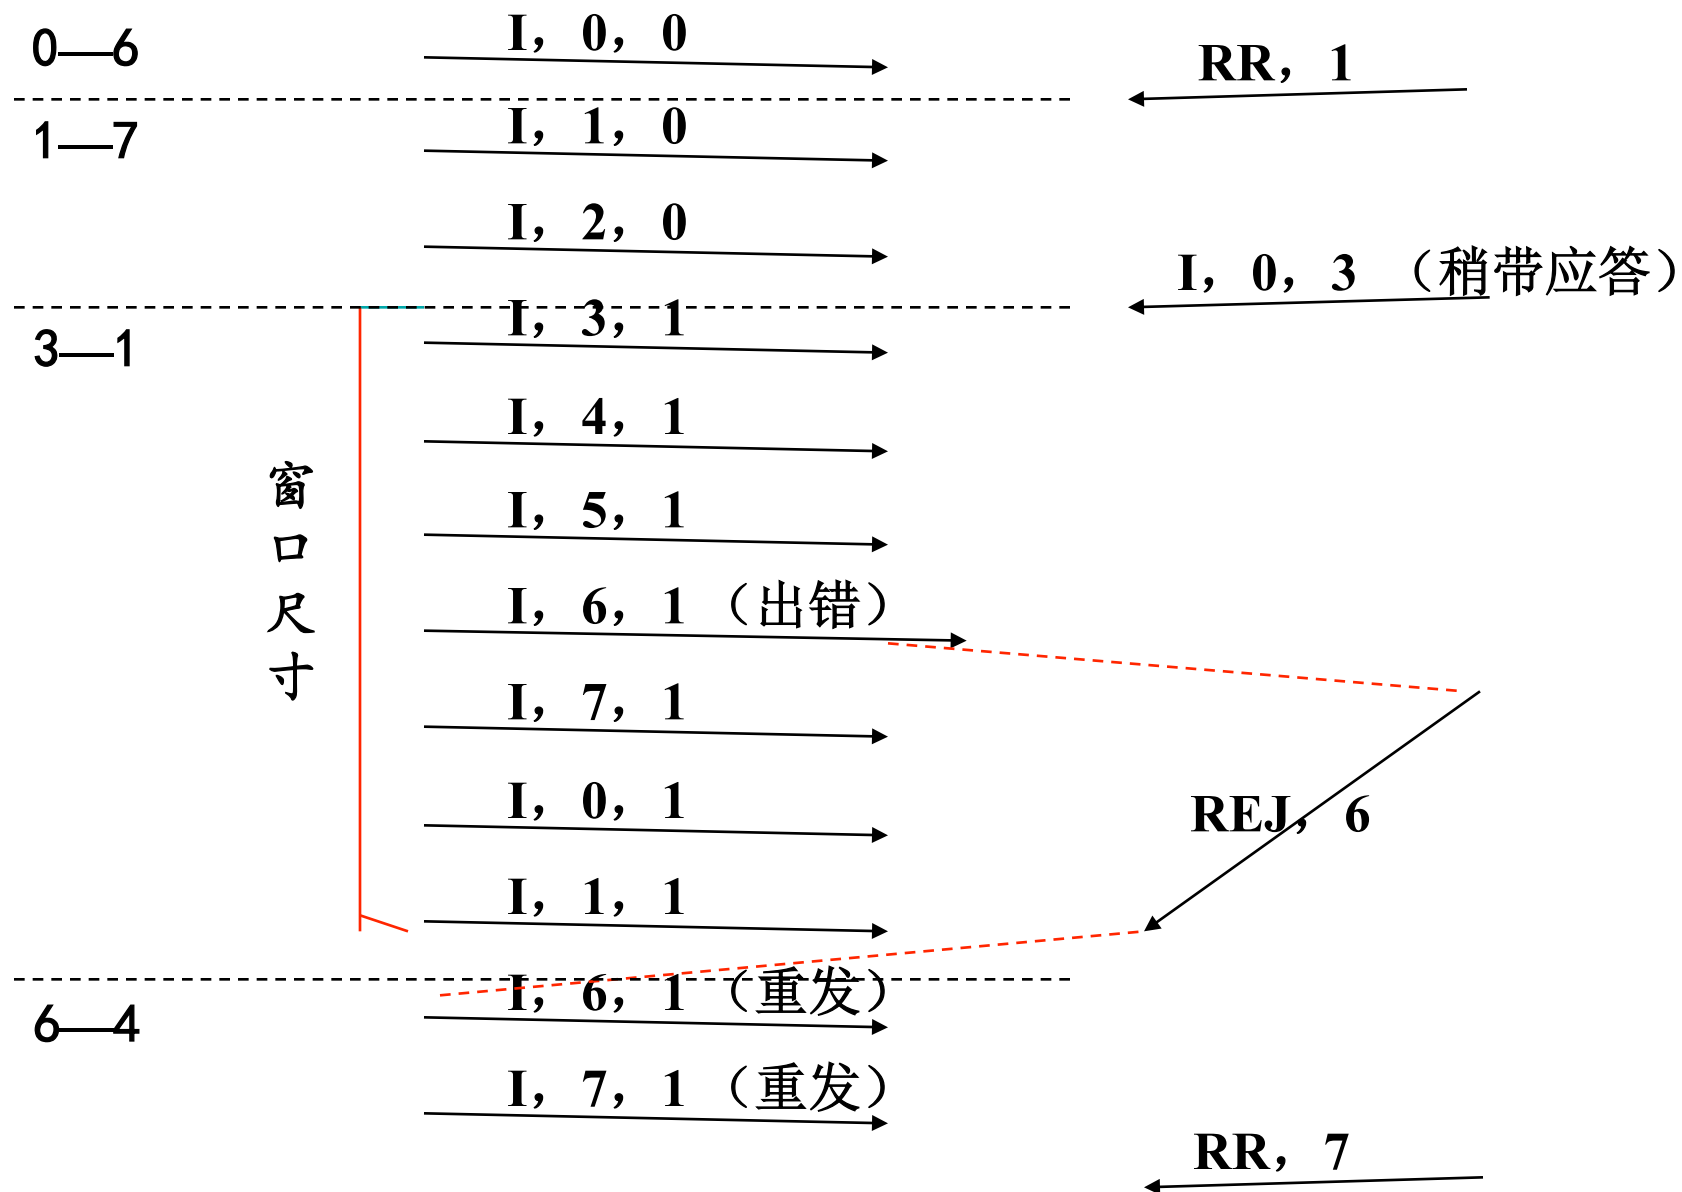 0—6
I，0，0
RR，1
1—7
I，1，0
I，2，0
I，0，3 （稍带应答）
3—1
I，3，1
I，4，1
窗口尺寸
I，5，1
I，6，1（出错）
I，7，1
I，0，1
REJ，6
I，1，1
I，6，1（重发）
6—4
I，7，1（重发）
RR，7